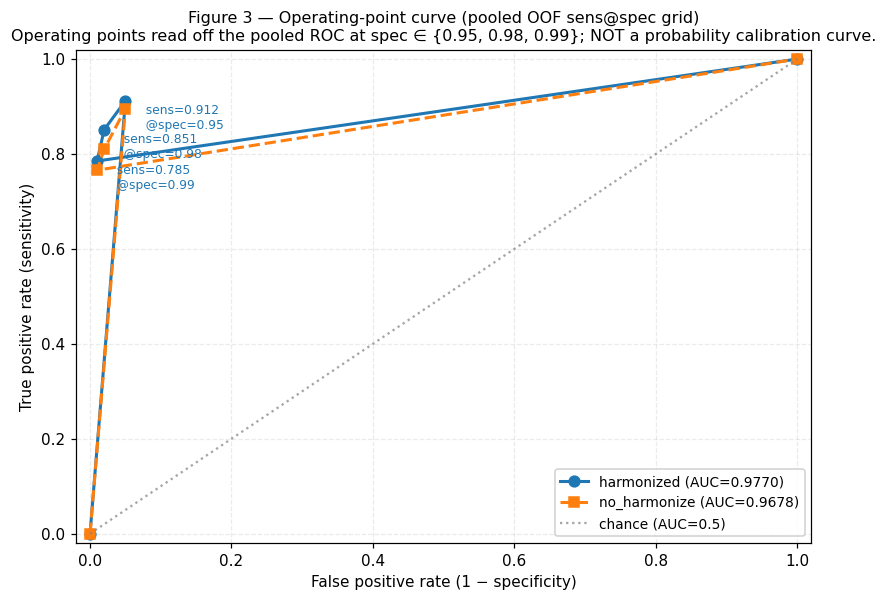 Figure 3 — Operating-point curve (pooled OOF sens@spec grid)
Operating points read off the pooled ROC at spec ∈ {0.95, 0.98, 0.99}; NOT a probability calibration curve.
1.0
0.8
0.6
0.4
0.2
0.0
True positive rate (sensitivity)
sens=0.912
@spec=0.95
sens=0.851
@spec=0.98
sens=0.785
@spec=0.99
harmonized (AUC=0.9770)
no_harmonize (AUC=0.9678)
chance (AUC=0.5)
0.0 0.2 0.4 0.6 0.8 1.0
False positive rate (1 − specificity)